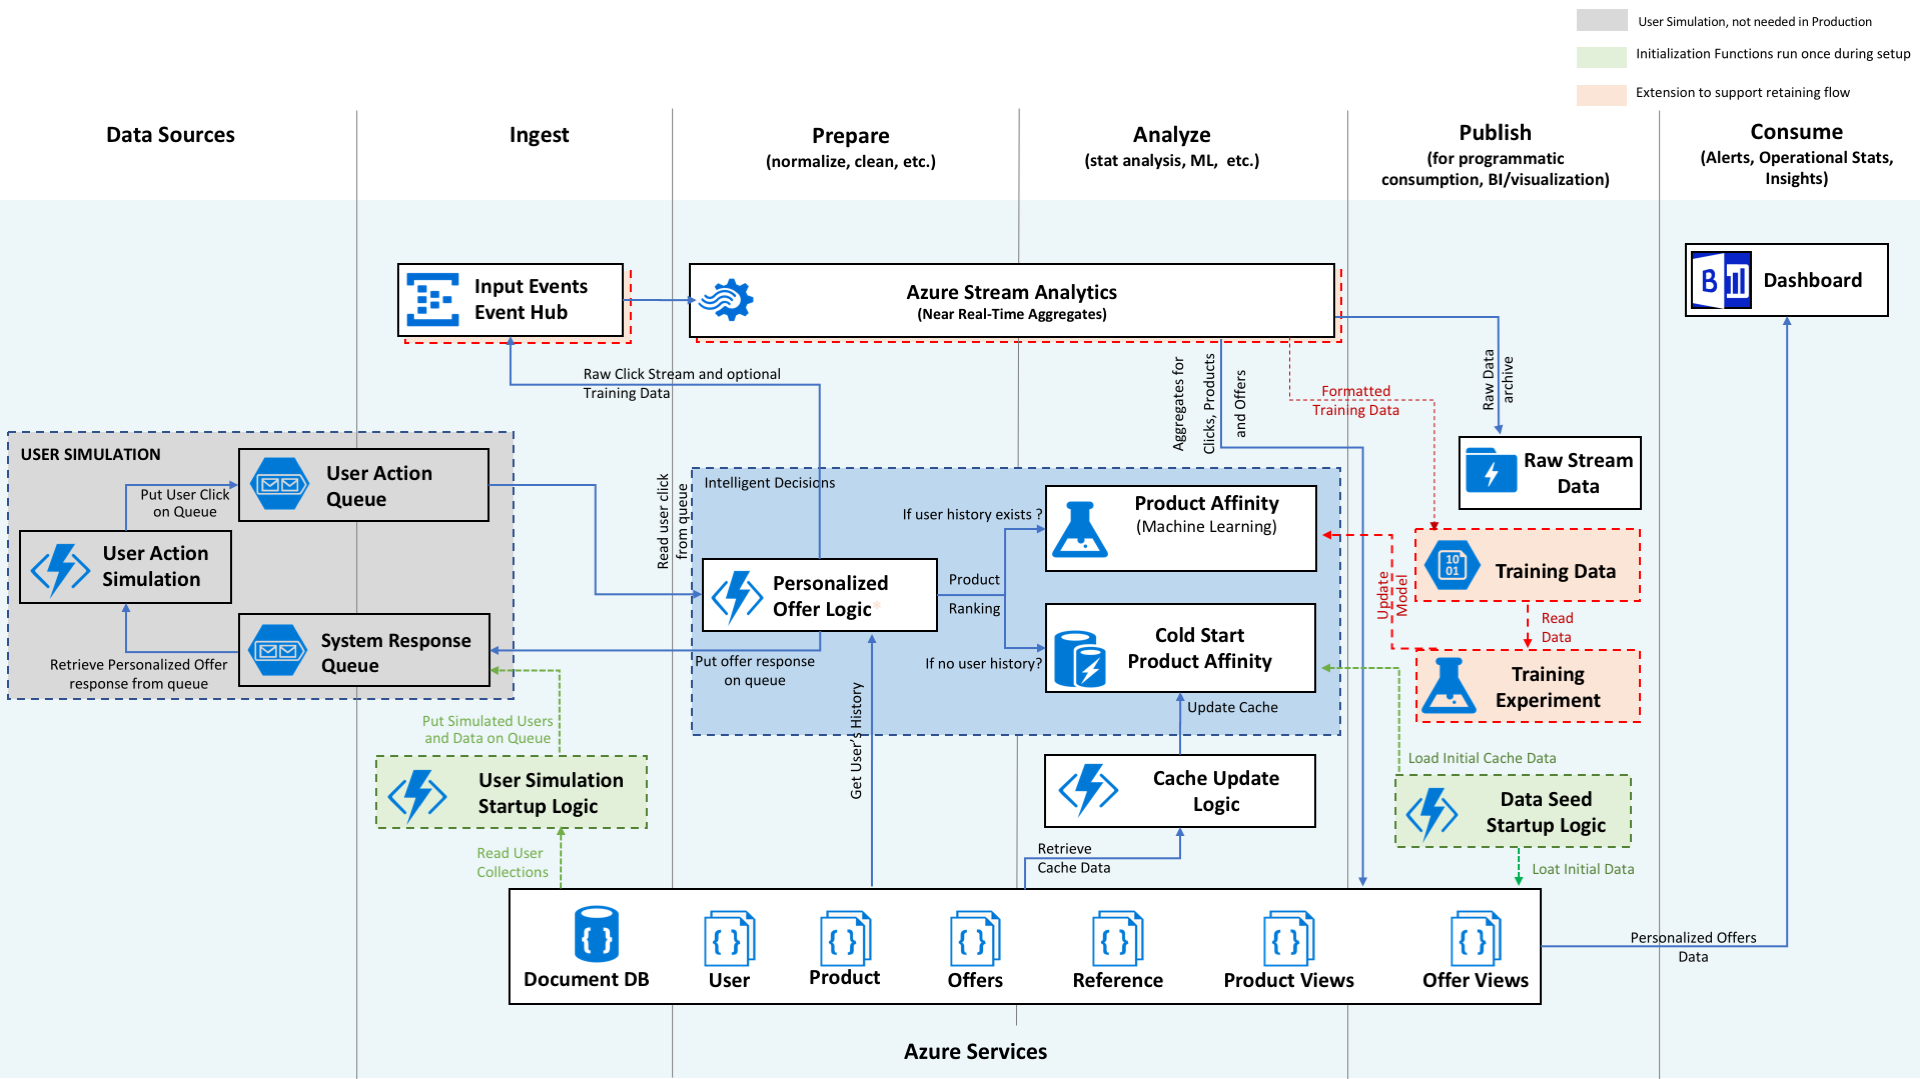 User Simulation, not needed in Production
Initialization Functions run once during setup
Extension to support retaining flow
Data Sources
Ingest
Prepare
(normalize, clean, etc.)
Analyze
(stat analysis, ML, etc.)
Publish
(for programmatic
consumption, BI/visualization)
Consume
(Alerts, Operational Stats,
Insights)
Input Events
Event Hub
Azure Stream Analytics
(Near Real-Time Aggregates)
B
Dashboard
Raw Click Stream and optional
Training Data
Aggregates for
Clicks, Products
and Offers
Formatted
Training Data
Raw Data
archive
Raw Stream
Data
USER SIMULATION
User Action
Queue
Put User Click
on Queue
User Action
Simulation
System Response
Queue
Retrieve Personalized Offer
response from queue
Read user click
from queue
Intelligent Decisions
Personalized
Offer Logic
Product
Ranking
If user history exists ?
Product Affinity
(Machine Learning)
If no user history?
Cold Start
Product Affinity
Put offer response
on queue
Get User's History
Update Cache
Cache Update
Logic
Retrieve
Cache Data
Update
Model
10
01
Training Data
Read
Data
Training
Experiment
Put Simulated Users
and Data on Queue
User Simulation
Startup Logic
Read User
Collections
Load Initial Cache Data
Data Seed
Startup Logic
Loat Initial Data
Document DB
User
Product
Offers
Reference
Product Views
Offer Views
Personalized Offers
Data
Azure Services